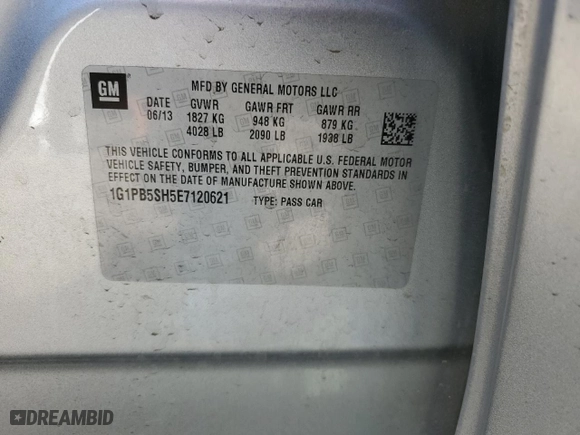 GM
MFD BY GENERAL MOTORS LLC
DATE GVWR GAWR FRT GAWR RR
06/13 1827 KG 948 KG 879 KG
4028 LB 2090 LB 1938 LB
THIS VEHICLE CONFORMS TO ALL APPLICABLE U.S. FEDERAL MOTOR
VEHICLE SAFETY, BUMPER, AND THEFT PREVENTION STANDARDS IN
EFFECT ON THE DATE OF MANUFACTURE SHOWN ABOVE.
1G1PB5SH5E7120621 TYPE: PASS CAR
DREAMBID